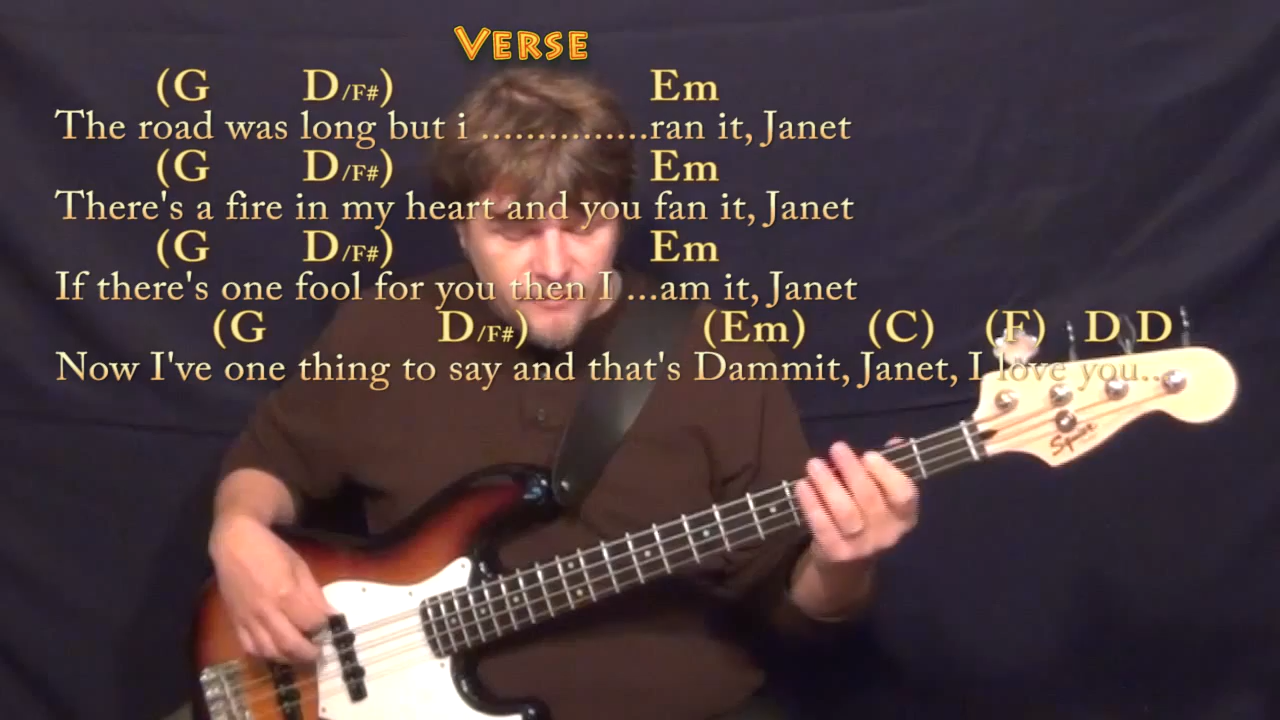 VERSE
(G D/F#) Em
The road was long but i ...............ran it, Janet
(G D/F#) Em
There's a fire in my heart and you fan it, Janet
(G D/F#) Em
If there's one fool for you then I ...am it, Janet
(G D/F#) (Em) (C) (F) D D
Now I've one thing to say and that's Dammit, Janet, I love you...
Squier